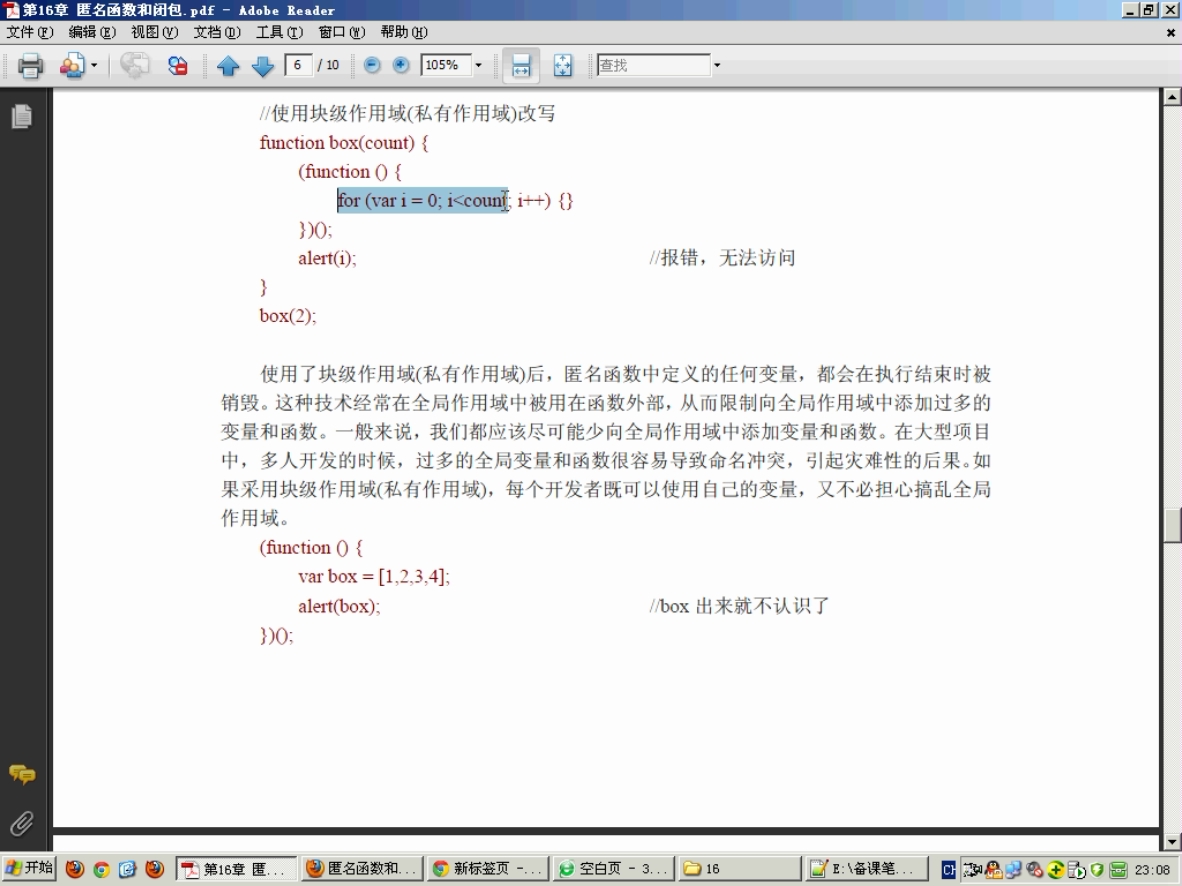 第16章 匿名函数和闭包.pdf - Adobe Reader
文件(F) 编辑(E) 视图(V) 文档(D) 工具(T) 窗口(W) 帮助(H)
6 / 10 105% 查找
//使用块级作用域(私有作用域)改写
function box(count) {
(function () {
for (var i = 0; i<count; i++) {}
})();
alert(i); //报错，无法访问
}
box(2);
使用了块级作用域(私有作用域)后，匿名函数中定义的任何变量，都会在执行结束时被
销毁。这种技术经常在全局作用域中被用在函数外部，从而限制向全局作用域中添加过多的
变量和函数。一般来说，我们都应该尽可能少向全局作用域中添加变量和函数。在大型项目
中，多人开发的时候，过多的全局变量和函数很容易导致命名冲突，引起灾难性的后果。如
果采用块级作用域(私有作用域)，每个开发者既可以使用自己的变量，又不必担心搞乱全局
作用域。
(function () {
var box = [1,2,3,4];
alert(box); //box 出来就不认识了
})();
开始 第16章 匿... 匿名函数和... 新标签页 -... 空白页 - 3... 16 E:\备课笔... CH 23:08